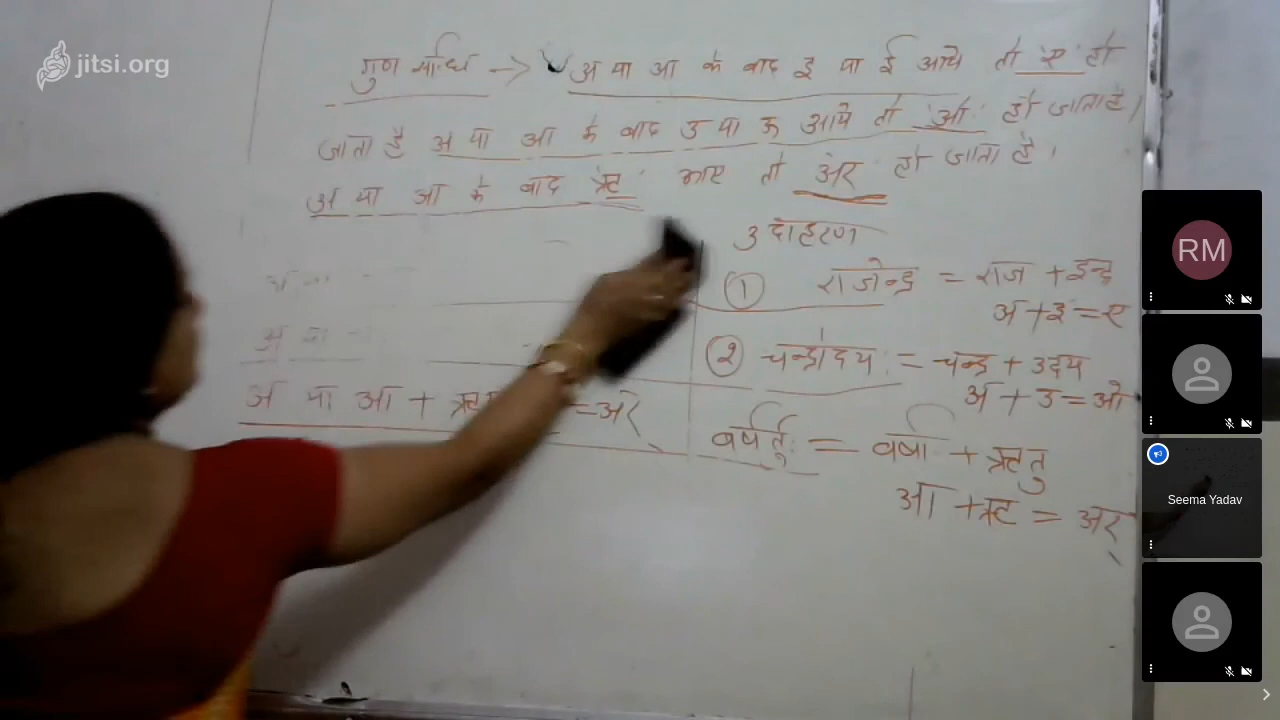 jitsi.org
गुण सन्धि → अ या आ के बाद इ या ई आये तो 'ए' हो
जाता है अ या आ के बाद उ या ऊ आये तो 'ओ' हो जाता है,
अ या आ के बाद 'ऋ' आए तो अर् हो जाता है।
उदाहरण
① राजेन्द्र = राज + इन्द्र
अ + इ = ए
② चन्द्रोदय: = चन्द्र + उदय
अ + उ = ओ
अ या आ + ऋ = अर्
वर्षर्तु: = वर्षा + ऋतु
आ + ऋ = अर्
RM
Seema Yadav